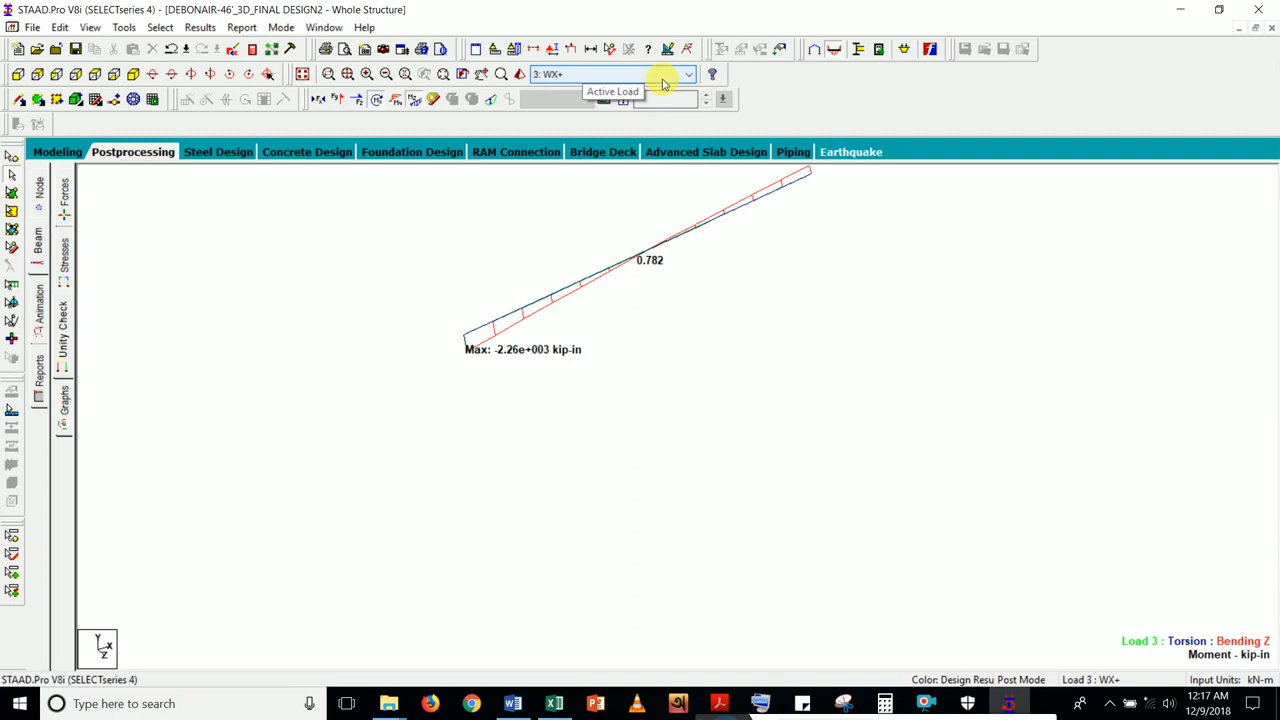 STAAD.Pro V8i (SELECTseries 4) - [DEBONAIR-46'_3D_FINAL DESIGN2 - Whole Structure]
File Edit View Tools Select Results Report Mode Window Help
3: WX+
Active Load
Modeling Postprocessing Steel Design Concrete Design Foundation Design RAM Connection Bridge Deck Advanced Slab Design Piping Earthquake
Node
Beam
Animation
Reports
Forces
Stresses
Unity Check
Graphs
0.782
Max: -2.26e+003 kip-in
Y
X
Z
Load 3 : Torsion : Bending Z
Moment - kip-in
STAAD.Pro V8i (SELECTseries 4) Color: Design Resu Post Mode Load 3 : WX+ Input Units: kN-m
Type here to search
12:17 AM
12/9/2018